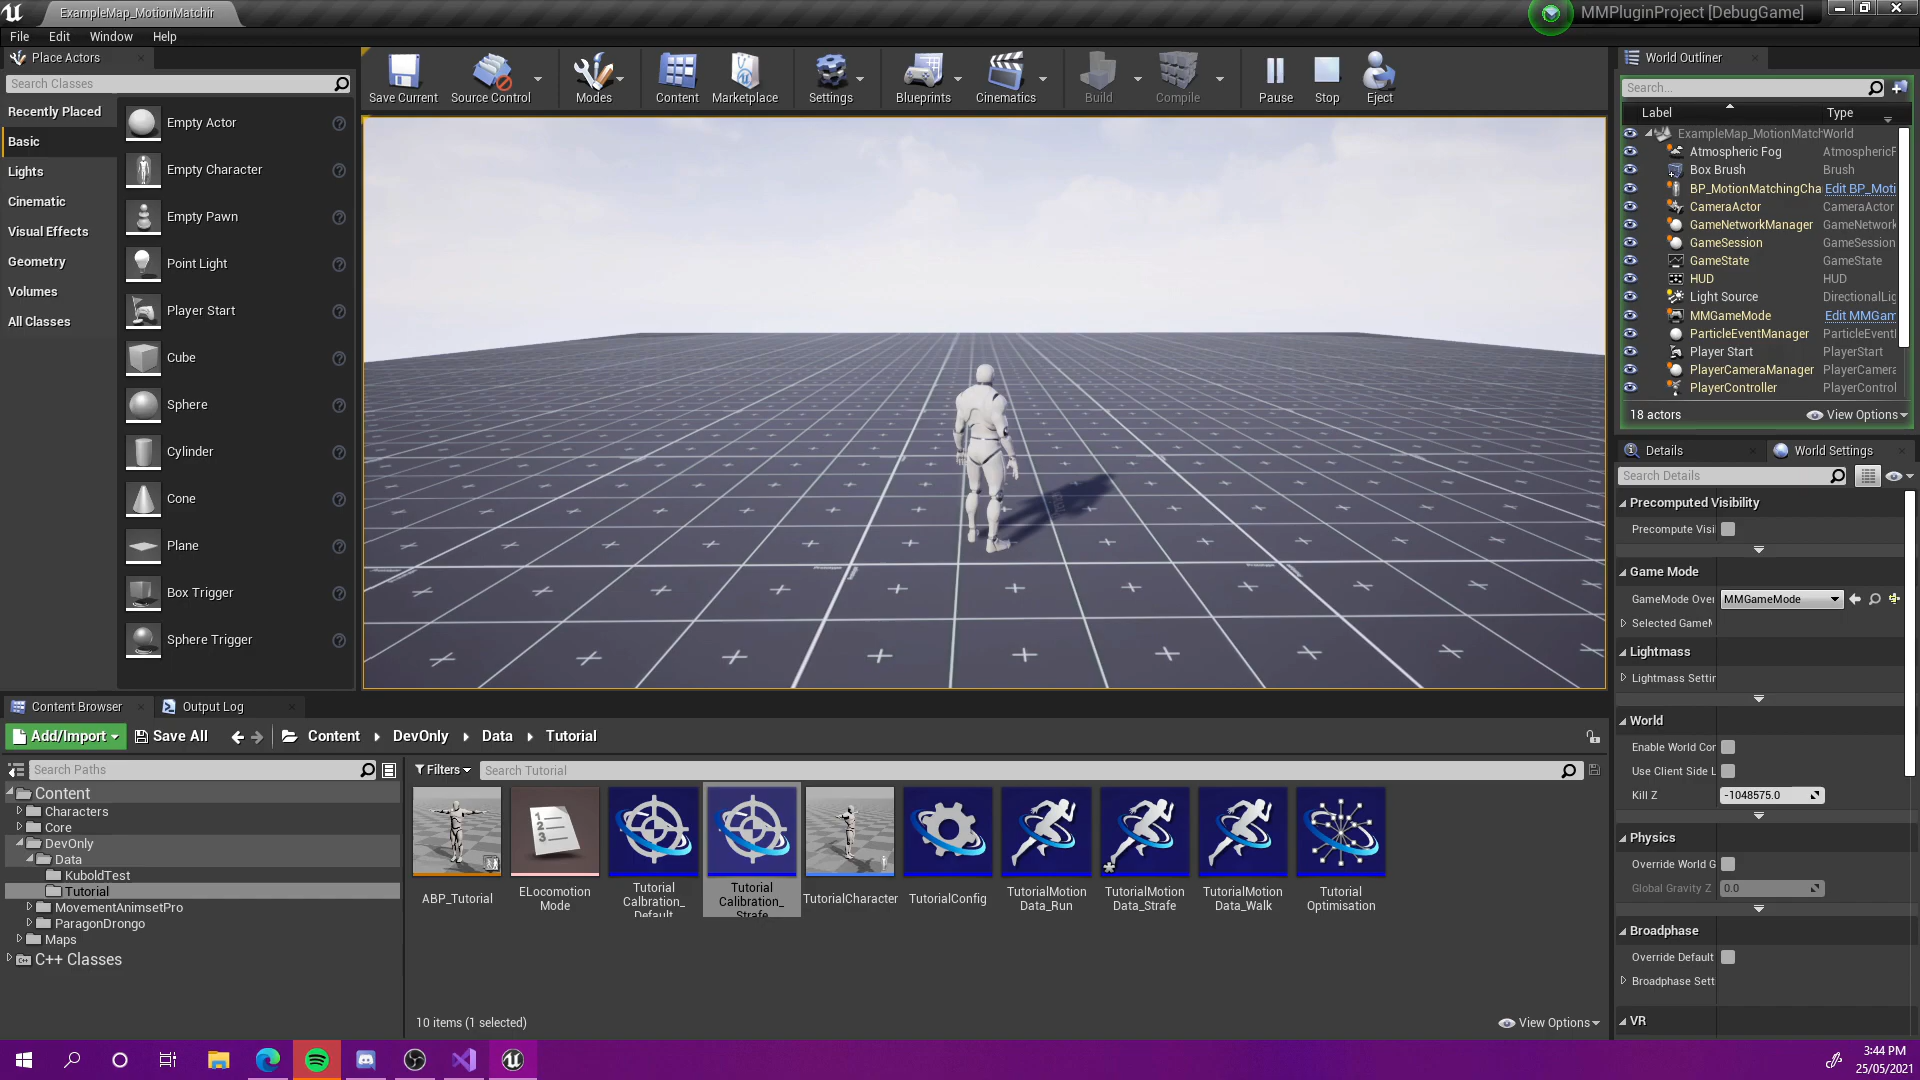 ExampleMap_MotionMatchin
MMPluginProject [DebugGame]
File Edit Window Help
Place Actors
Search Classes
Recently Placed
Basic
Lights
Cinematic
Visual Effects
Geometry
Volumes
All Classes
Empty Actor
Empty Character
Empty Pawn
Point Light
Player Start
Cube
Sphere
Cylinder
Cone
Plane
Box Trigger
Sphere Trigger
Save Current Source Control Modes Content Marketplace Settings Blueprints Cinematics Build Compile Pause Stop Eject
World Outliner
Search...
Label Type
ExampleMap_MotionMatch World
Atmospheric Fog AtmosphericF
Box Brush Brush
BP_MotionMatchingCha Edit BP_Moti
CameraActor CameraActor
GameNetworkManager GameNetwork
GameSession GameSession
GameState GameState
HUD HUD
Light Source DirectionalLig
MMGameMode Edit MMGam
ParticleEventManager ParticleEventI
Player Start PlayerStart
PlayerCameraManager PlayerCamera
PlayerController PlayerControl
18 actors View Options
Details World Settings
Search Details
Precomputed Visibility
Precompute Visi
Game Mode
GameMode Over MMGameMode
Selected GameM
Lightmass
Lightmass Settin
World
Enable World Com
Use Client Side L
Kill Z -1048575.0
Physics
Override World G
Global Gravity Z 0.0
Broadphase
Override Default
Broadphase Sett
VR
Content Browser Output Log
Add/Import Save All Content DevOnly Data Tutorial
Search Paths
Content
Characters
Core
DevOnly
Data
KuboldTest
Tutorial
MovementAnimsetPro
ParagonDrongo
Maps
C++ Classes
Filters Search Tutorial
ABP_Tutorial
ELocomotion
Mode
Tutorial
Calbration_
Default
Tutorial
Calibration_
Strafe
TutorialCharacter
TutorialConfig
TutorialMotion
Data_Run
TutorialMotion
Data_Strafe
TutorialMotion
Data_Walk
Tutorial
Optimisation
10 items (1 selected) View Options
3:44 PM
25/05/2021